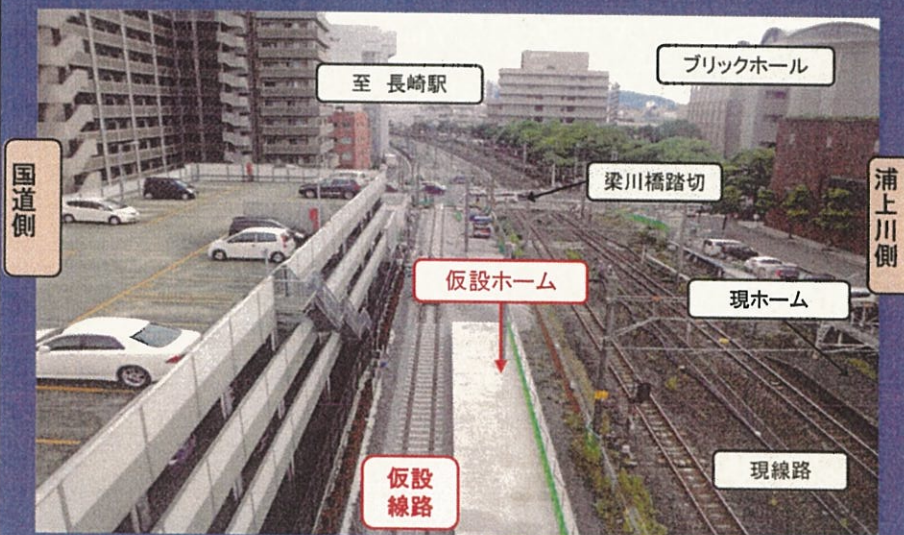 至 長崎駅
ブリックホール
国道側
梁川橋踏切
浦上川側
仮設ホーム
現ホーム
仮設
線路
現線路